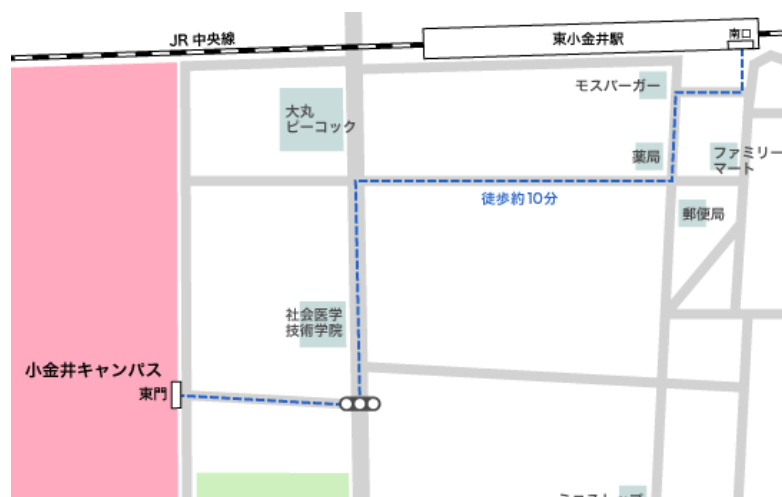 JR 中央線
東小金井駅
南口
モスバーガー
大丸
ピーコック
薬局
ファミリー
マート
徒歩約10分
郵便局
社会医学
技術学院
小金井キャンパス
東門